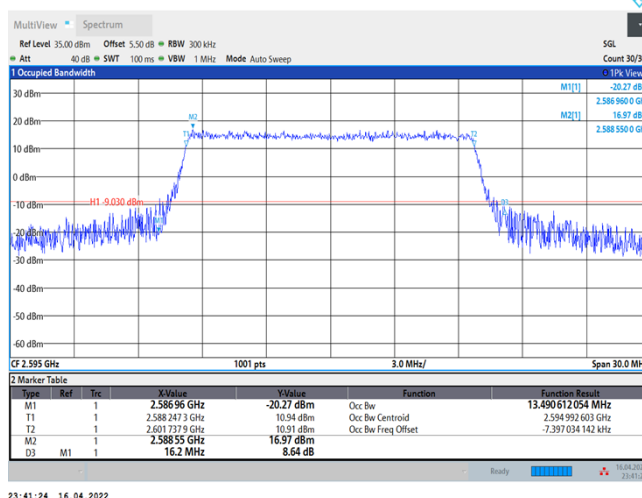 MultiView Spectrum
Ref Level 35.00 dBm Offset 5.50 dB RBW 300 kHz SGL
Att 40 dB SWT 100 ms VBW 1 MHz Mode Auto Sweep Count 30/3
1 Occupied Bandwidth 1Pk View
M1[1] -20.27 dB
30 dBm 2.586 960 0 G
M2[1] 16.97 dB
20 dBm M2 2.588 550 0 G
T1 T2
10 dBm
0 dBm
H1 -9.030 dBm
-10 dBm D3
M1
-20 dBm
-30 dBm
-40 dBm
-50 dBm
-60 dBm
CF 2.595 GHz 1001 pts 3.0 MHz/ Span 30.0 MH
2 Marker Table
Type Ref Trc X-Value Y-Value Function Function Result
M1 1 2.586 96 GHz -20.27 dBm Occ Bw 13.490 612 054 MHz
T1 1 2.588 247 3 GHz 10.94 dBm Occ Bw Centroid 2.594 992 603 GHz
T2 1 2.601 737 9 GHz 10.91 dBm Occ Bw Freq Offset -7.397 034 142 kHz
M2 1 2.588 55 GHz 16.97 dBm
D3 M1 1 16.2 MHz 8.64 dB
Ready 16.04.202
23:41:2
23:41:24 16.04.2022